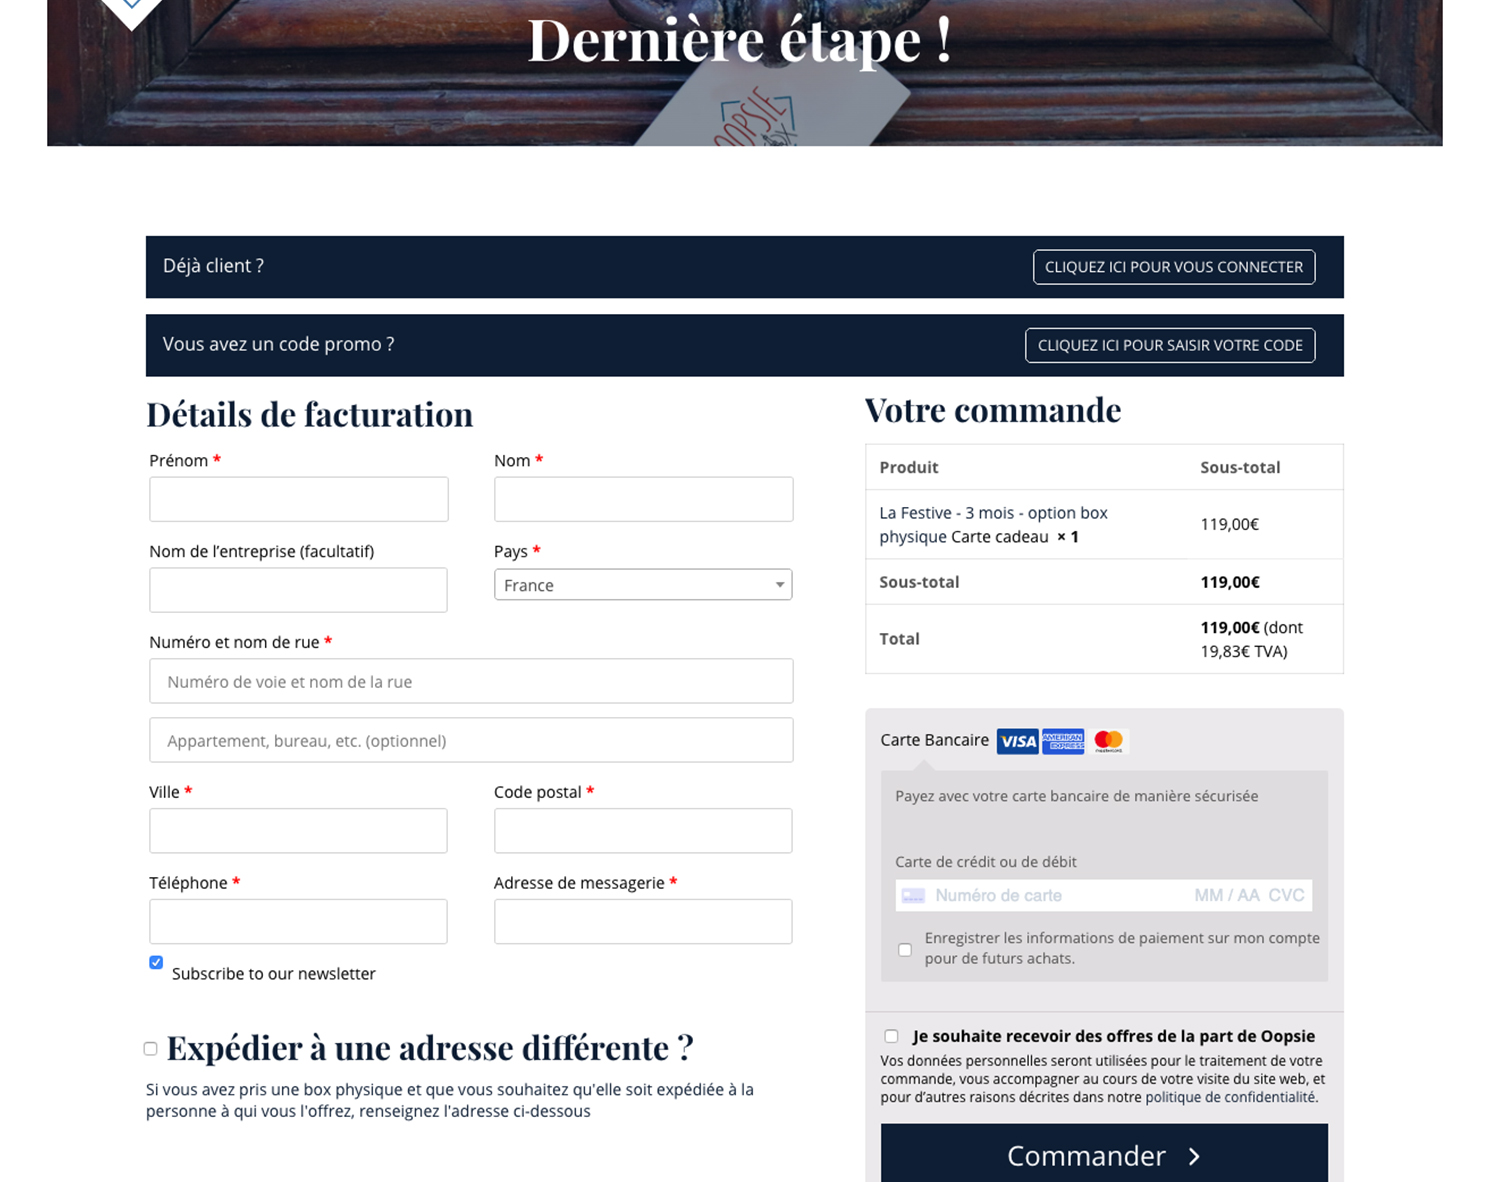 Dernière étape !
OOPSIE
Déjà client ?
CLIQUEZ ICI POUR VOUS CONNECTER
Vous avez un code promo ?
CLIQUEZ ICI POUR SAISIR VOTRE CODE
Détails de facturation
Prénom *
Nom *
Nom de l’entreprise (facultatif)
Pays *
France
Numéro et nom de rue *
Numéro de voie et nom de la rue
Appartement, bureau, etc. (optionnel)
Ville *
Code postal *
Téléphone *
Adresse de messagerie *
Subscribe to our newsletter
Expédier à une adresse différente ?
Si vous avez pris une box physique et que vous souhaitez qu'elle soit expédiée à la
personne à qui vous l'offrez, renseignez l'adresse ci-dessous
Votre commande
Produit Sous-total
La Festive - 3 mois - option box
physique Carte cadeau × 1
119,00€
Sous-total 119,00€
Total
119,00€ (dont
19,83€ TVA)
Carte Bancaire VISA AMERICAN EXPRESS mastercard
Payez avec votre carte bancaire de manière sécurisée
Carte de crédit ou de débit
Numéro de carte MM / AA CVC
Enregistrer les informations de paiement sur mon compte
pour de futurs achats.
Je souhaite recevoir des offres de la part de Oopsie
Vos données personnelles seront utilisées pour le traitement de votre
commande, vous accompagner au cours de votre visite du site web, et
pour d’autres raisons décrites dans notre politique de confidentialité.
Commander